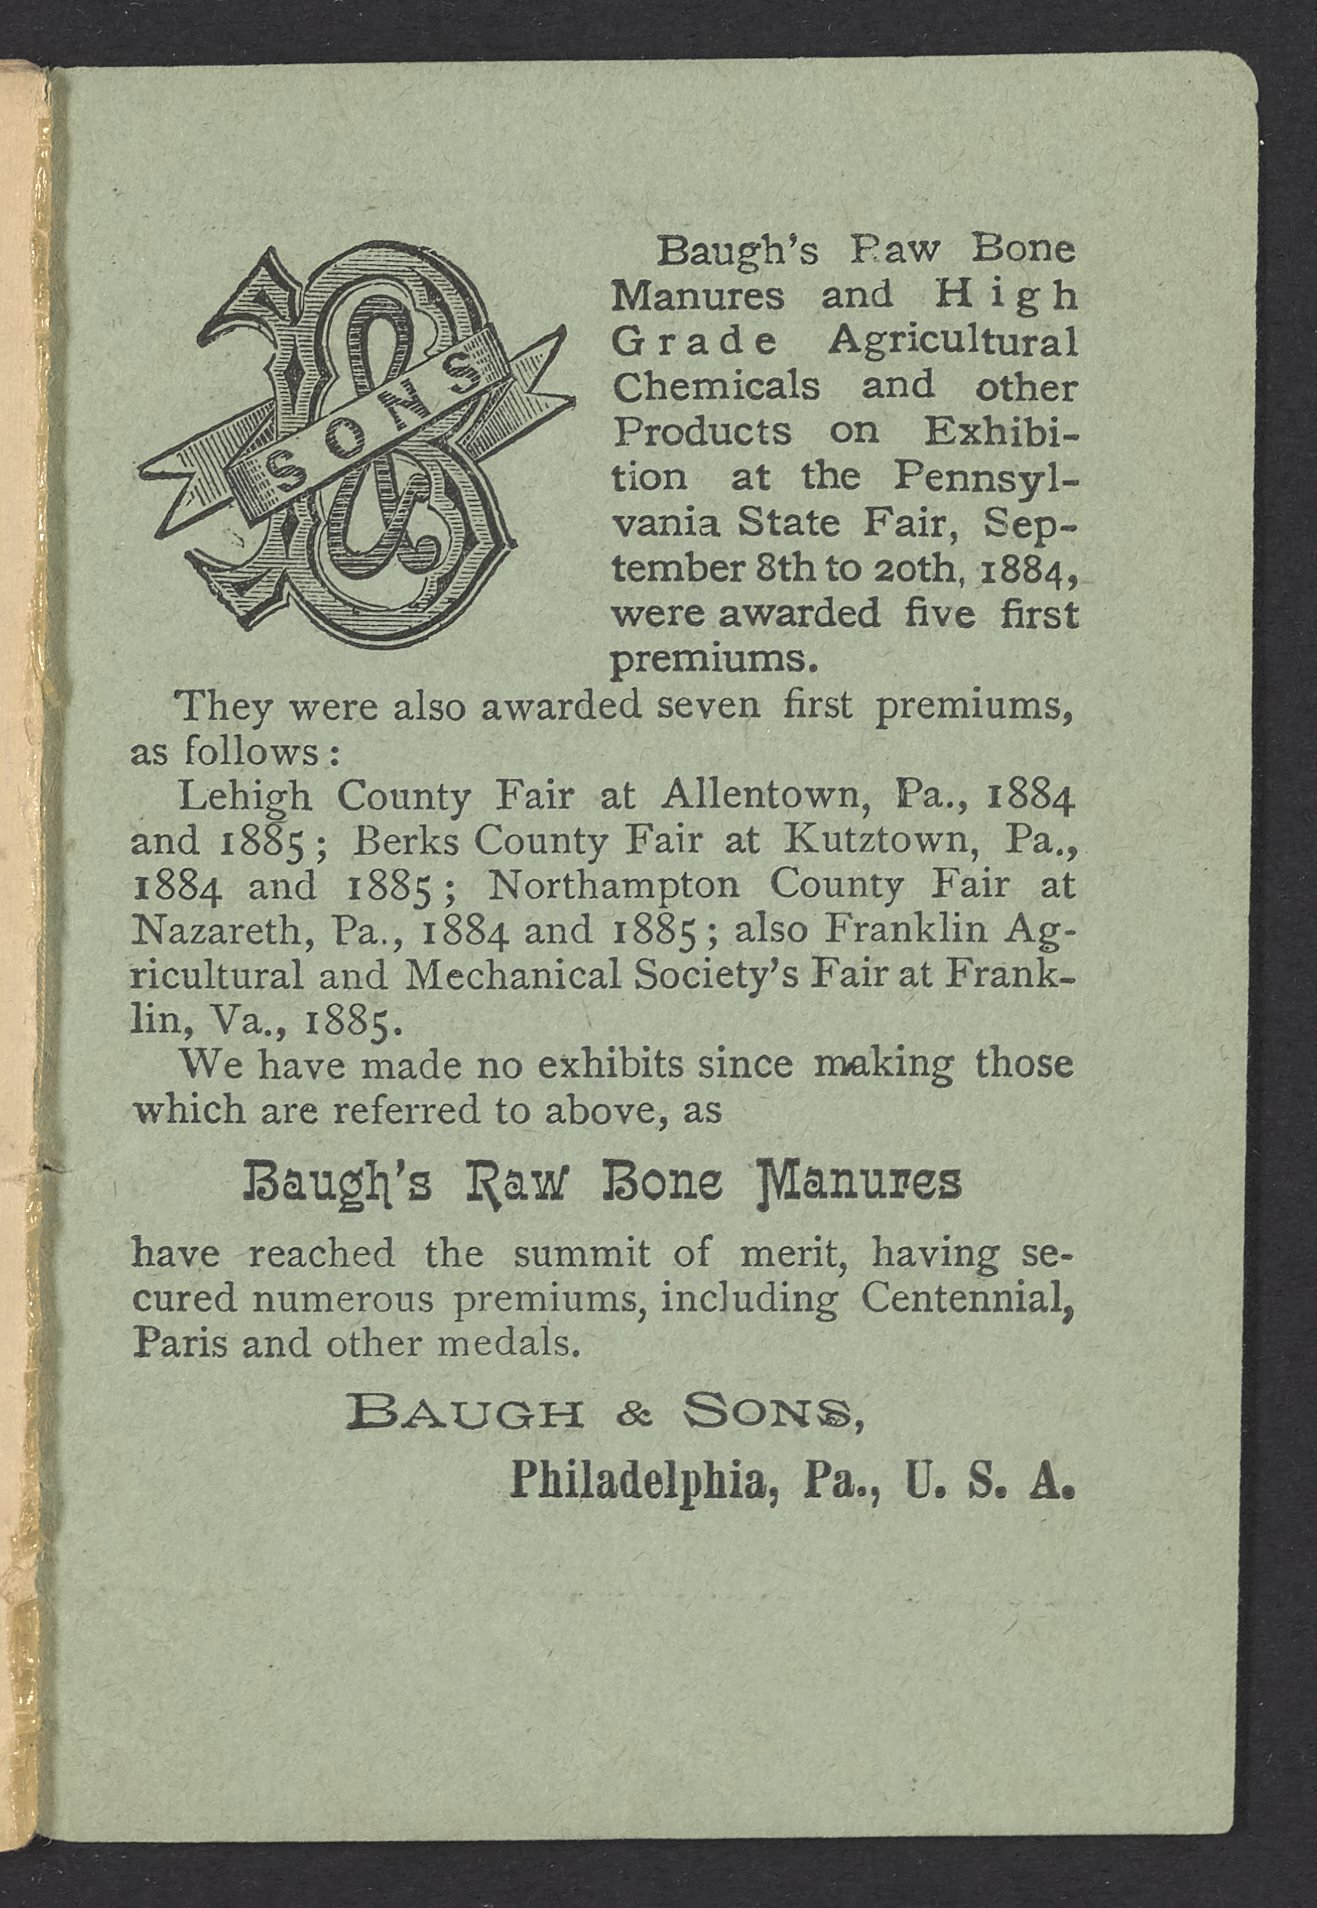 B & SONS
Baugh's Raw Bone
Manures and High
Grade Agricultural
Chemicals and other
Products on Exhibi-
tion at the Pennsyl-
vania State Fair, Sep-
tember 8th to 20th, 1884,
were awarded five first
premiums.
They were also awarded seven first premiums,
as follows:
Lehigh County Fair at Allentown, Pa., 1884
and 1885; Berks County Fair at Kutztown, Pa.,
1884 and 1885; Northampton County Fair at
Nazareth, Pa., 1884 and 1885; also Franklin Ag-
ricultural and Mechanical Society's Fair at Frank-
lin, Va., 1885.
We have made no exhibits since making those
which are referred to above, as
Baugh's Raw Bone Manures
have reached the summit of merit, having se-
cured numerous premiums, including Centennial,
Paris and other medals.
BAUGH & SONS,
Philadelphia, Pa., U. S. A.